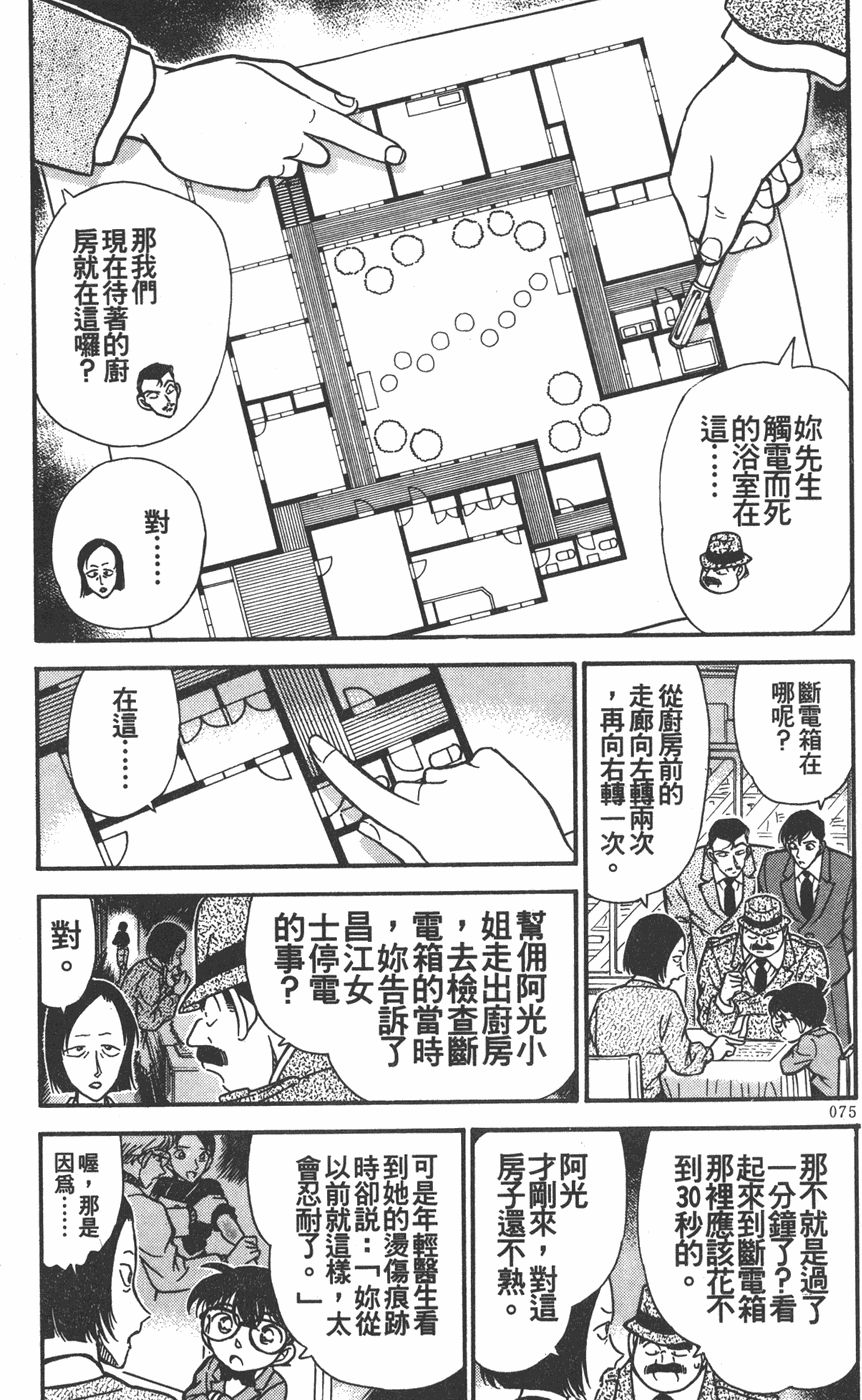 妳先生
觸電而死
的浴室在
這……
那我們
現在待著的廚
房就在這囉?
對……
斷電箱在
哪呢?
從廚房前的
走廊向左轉兩次
,再向右轉一次。
在這……
幫佣阿光小
姐走出廚房
,去檢查斷
電箱的當時
,妳告訴了
昌江女
士停電
的事?
對。
075
那不就是過了
一分鐘了?看
起來到斷電箱
那裡應該花不
到30秒的。
阿光
才剛來,對這
房子還不熟。
可是年輕醫生看
到她的燙傷痕跡
時卻說:「妳從
以前就這樣,太
會忍耐了。」
喔,那是
因為……